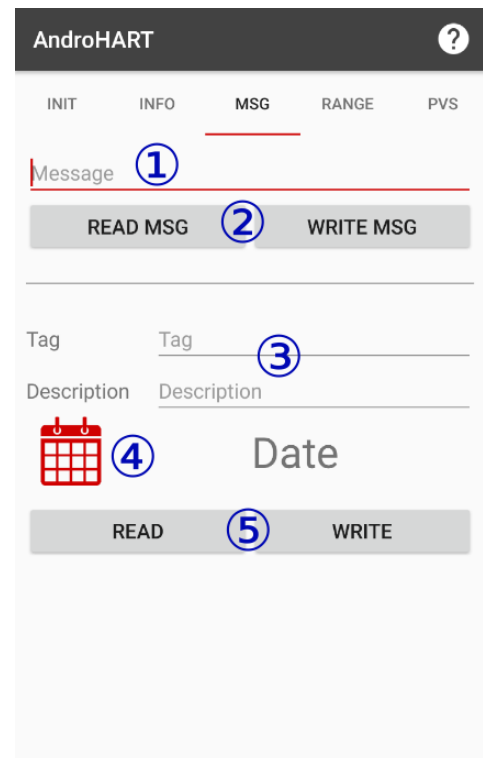 AndroHART ?
INIT INFO MSG RANGE PVS
Message ①
READ MSG ② WRITE MSG
Tag Tag ③
Description Description
④ Date
READ ⑤ WRITE